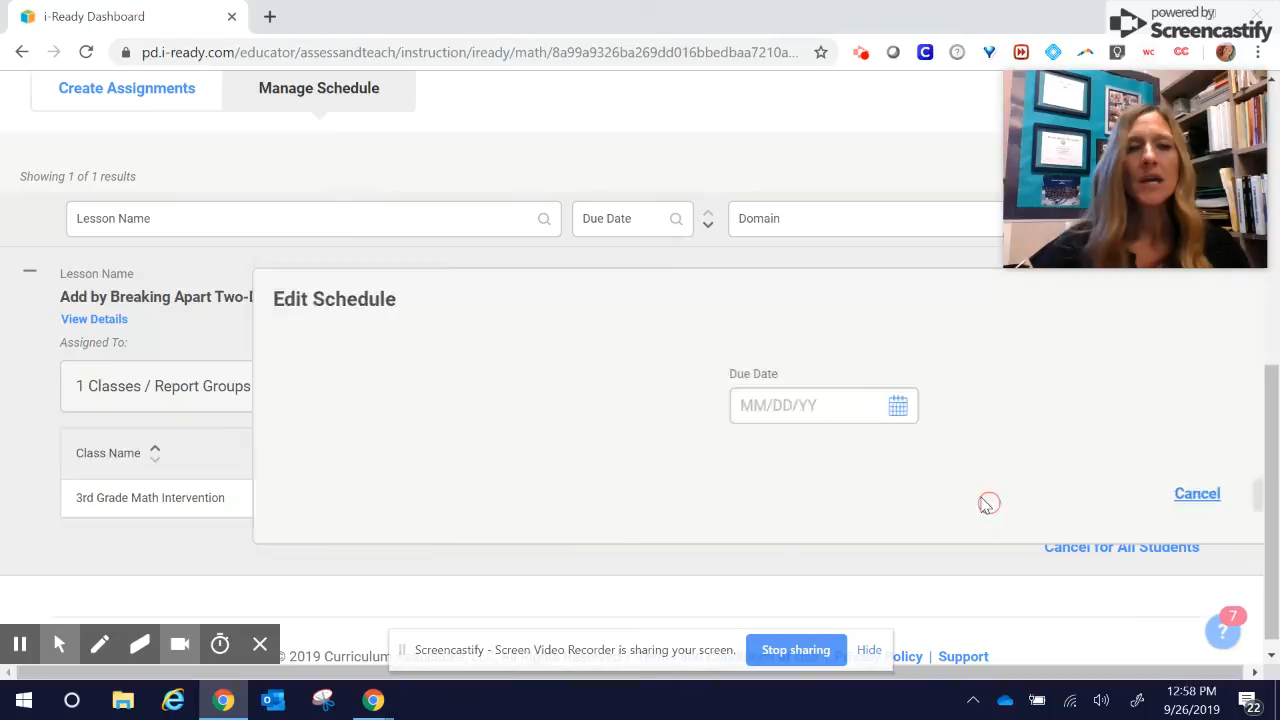 i-Ready Dashboard
powered by
Screencastify
pd.i-ready.com/educator/assessandteach/instruction/ready/math/8a99a9326ba269dd016bbedbaa7210a...
WC
CC
Create Assignments
Manage Schedule
Showing 1 of 1 results
Lesson Name
Due Date
Domain
Lesson Name
Add by Breaking Apart Two-
View Details
Assigned To:
1 Classes / Report Groups
Class Name
3rd Grade Math Intervention
Edit Schedule
Due Date
MM/DD/YY
Cancel
Cancel for All Students
7
?
Screencastify - Screen Video Recorder is sharing your screen.
Stop sharing
Hide
© 2019 Curriculum
Policy | Support
12:58 PM
9/26/2019
22